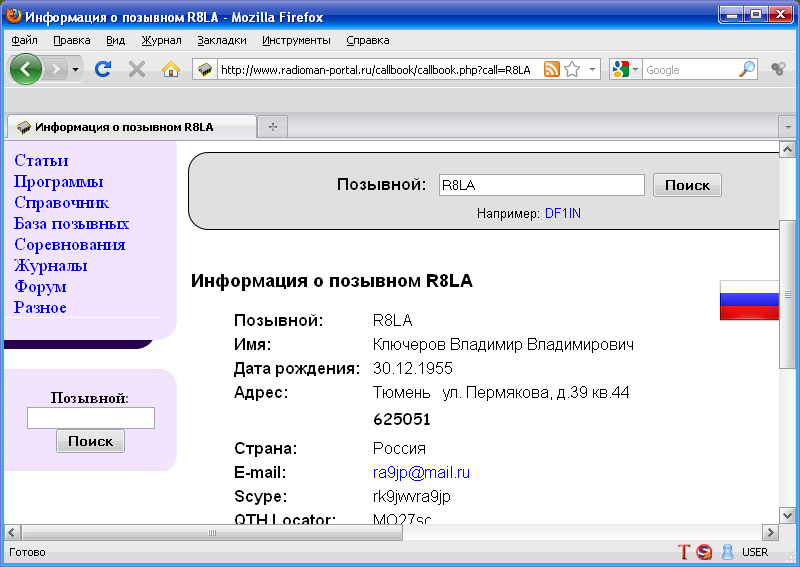 Информация о позывном R8LA - Mozilla Firefox
Файл Правка Вид Журнал Закладки Инструменты Справка
http://www.radioman-portal.ru/callbook/callbook.php?call=R8LA Google
Информация о позывном R8LA
Статьи
Программы
Справочник
База позывных
Соревнования
Журналы
Форум
Разное
Позывной:
Поиск
Позывной: R8LA Поиск
Например: DF1IN
Информация о позывном R8LA
Позывной: R8LA
Имя: Ключеров Владимир Владимирович
Дата рождения: 30.12.1955
Адрес: Тюмень ул. Пермякова, д.39 кв.44
625051
Страна: Россия
E-mail: ra9jp@mail.ru
Scype: rk9jwvra9jp
QTH Locator: MO27sc
Готово USER